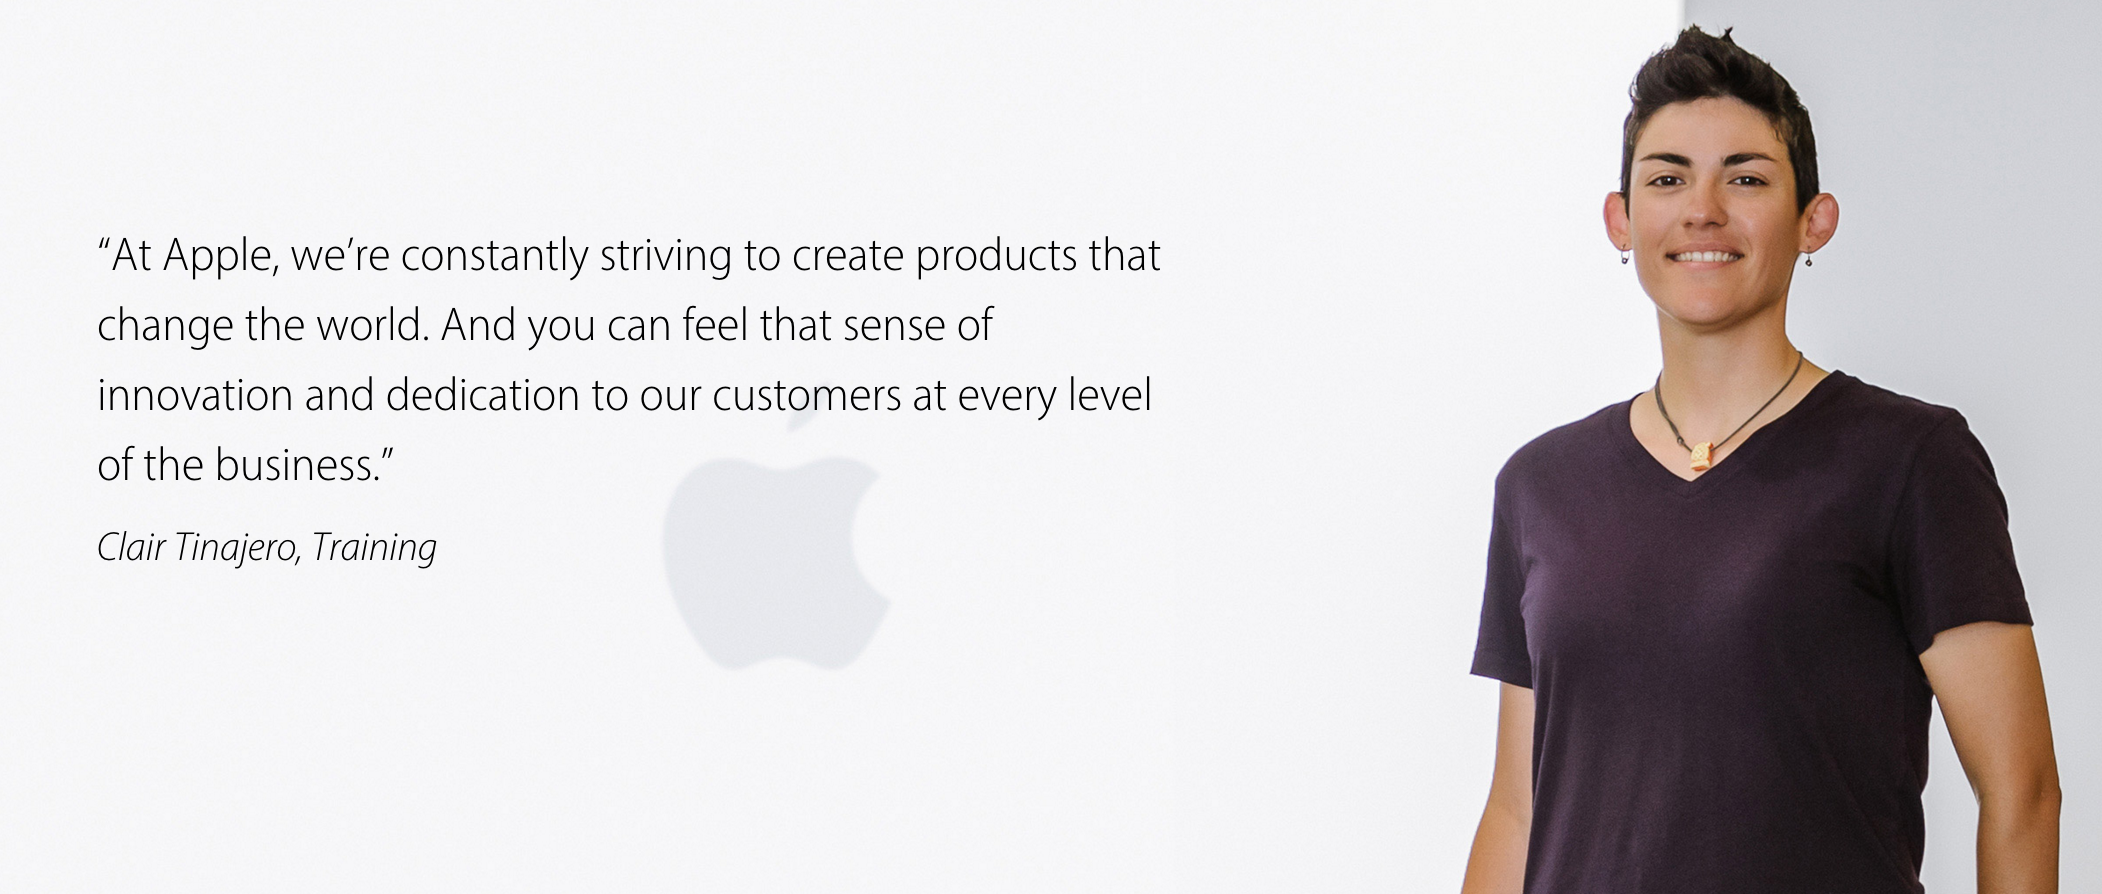 “At Apple, we’re constantly striving to create products that
change the world. And you can feel that sense of
innovation and dedication to our customers at every level
of the business.”
Clair Tinajero, Training